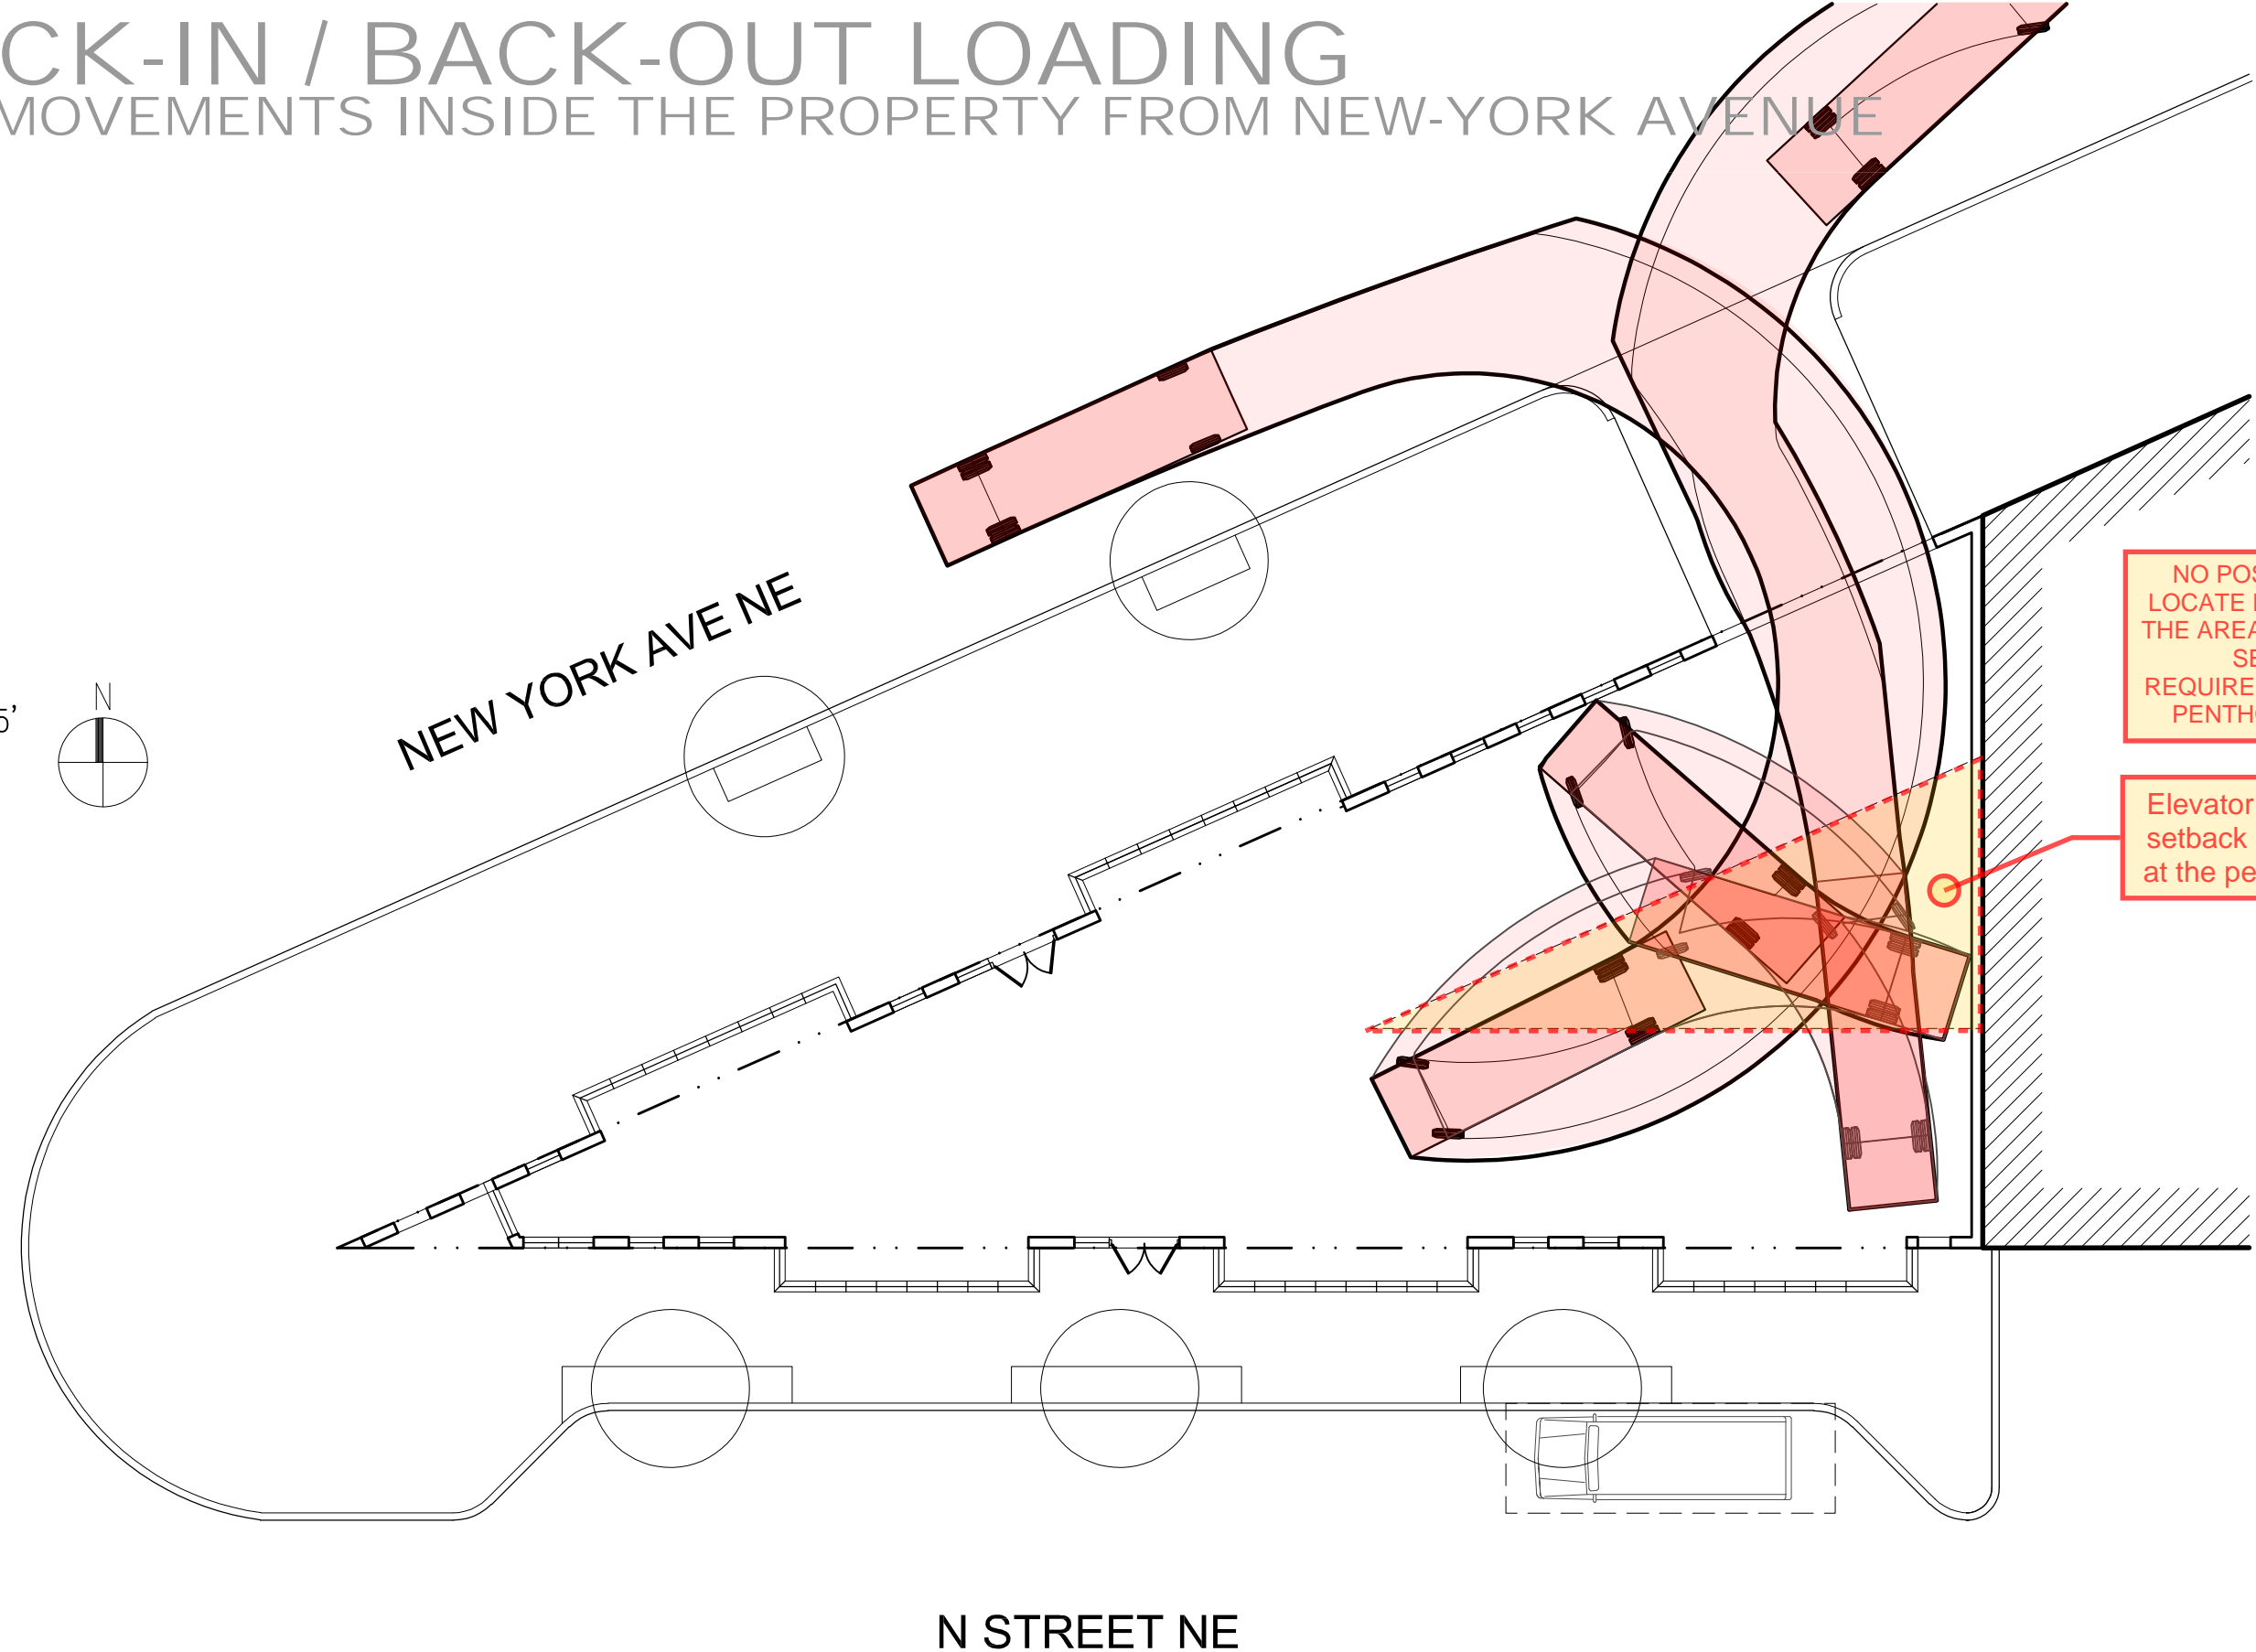 CK-IN / BACK-OUT LOADING
MOVEMENTS INSIDE THE PROPERTY FROM NEW-YORK AVENUE
NO POS
LOCATE
THE AREA
SE
REQUIRE
PENTH
NEW YORK AVE NE
N
Elevator
setback
at the pe
N STREET NE